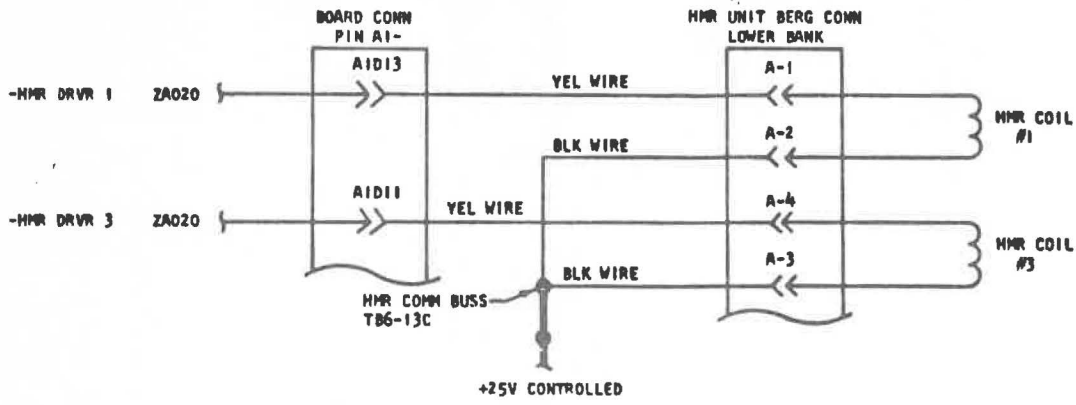 BOARD CONN
PIN A1-
HMR UNIT BERG CONN
LOWER BANK
-HMR DRVR 1 ZA020
A1D13
YEL WIRE
A-1
HMR COIL
#1
A-2
BLK WIRE
-HMR DRVR 3 ZA020
A1D11
YEL WIRE
A-4
HMR COIL
#3
A-3
BLK WIRE
HMR COMM BUSS
TB6-13C
+25V CONTROLLED